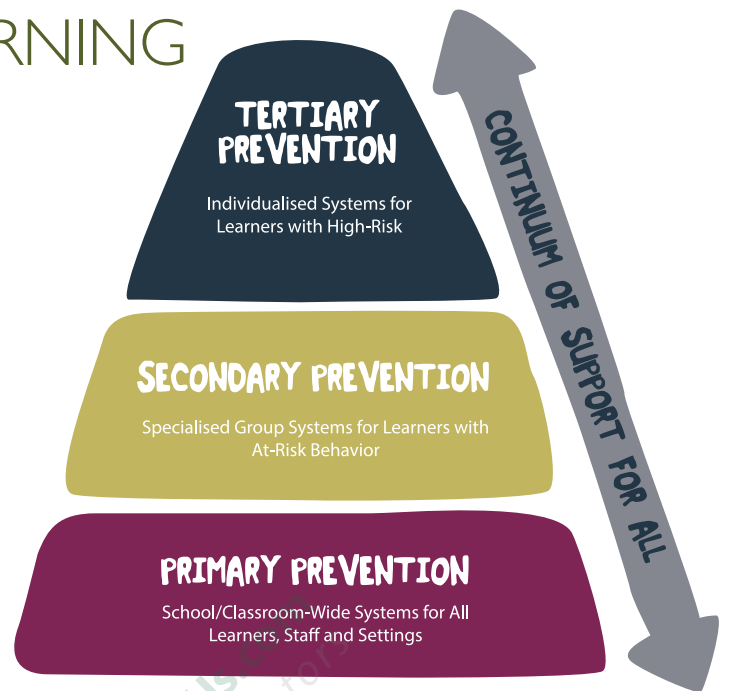 RNING
TERTIARY
PREVENTION
Individualised Systems for
Learners with High-Risk
SECONDARY PREVENTION
Specialised Group Systems for Learners with
At-Risk Behavior
PRIMARY PREVENTION
School/Classroom-Wide Systems for All
Learners, Staff and Settings
CONTINUUM OF SUPPORT FOR ALL